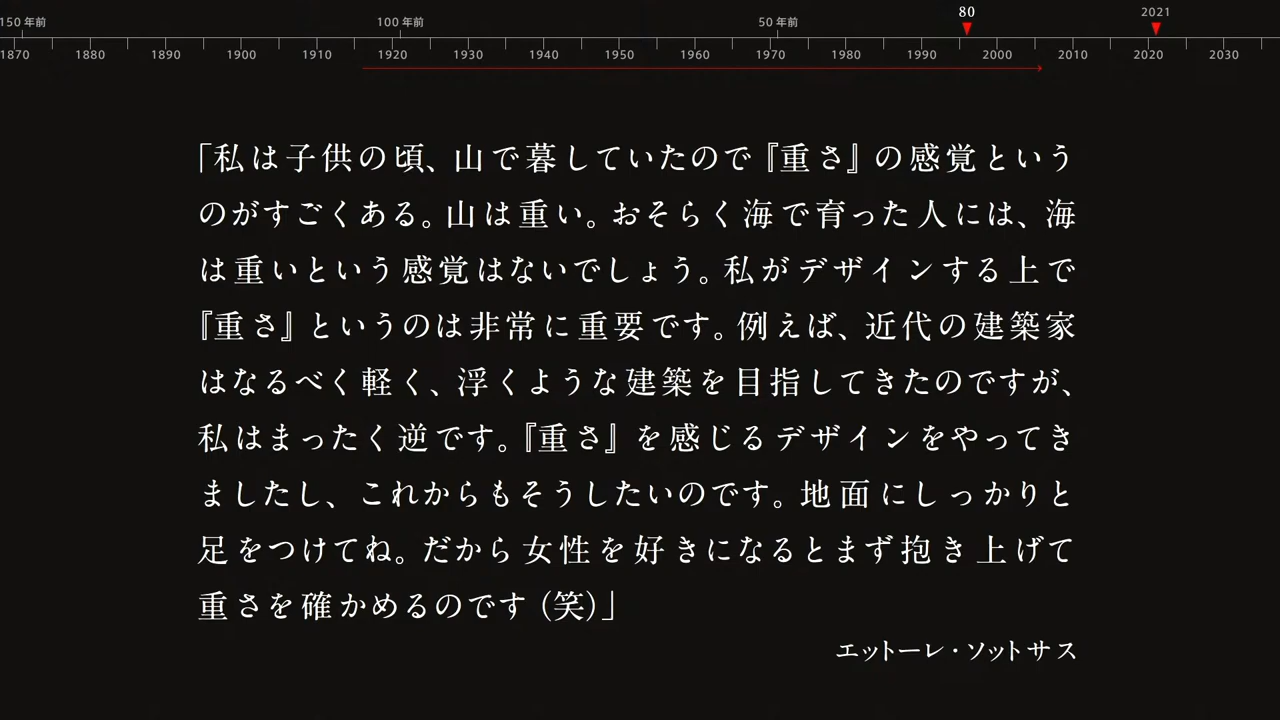 80 2021
150 年前 100 年前 50 年前
1870 1880 1890 1900 1910 1920 1930 1940 1950 1960 1970 1980 1990 2000 2010 2020 2030
「私は子供の頃、山で暮していたので『重さ』の感覚という
のがすごくある。山は重い。おそらく海で育った人には、海
は重いという感覚はないでしょう。私がデザインする上で
『重さ』というのは非常に重要です。例えば、近代の建築家
はなるべく軽く、浮くような建築を目指してきたのですが、
私はまったく逆です。『重さ』を感じるデザインをやってき
ましたし、これからもそうしたいのです。地面にしっかりと
足をつけてね。だから女性を好きになるとまず抱き上げて
重さを確かめるのです（笑）」
エットーレ・ソットサス